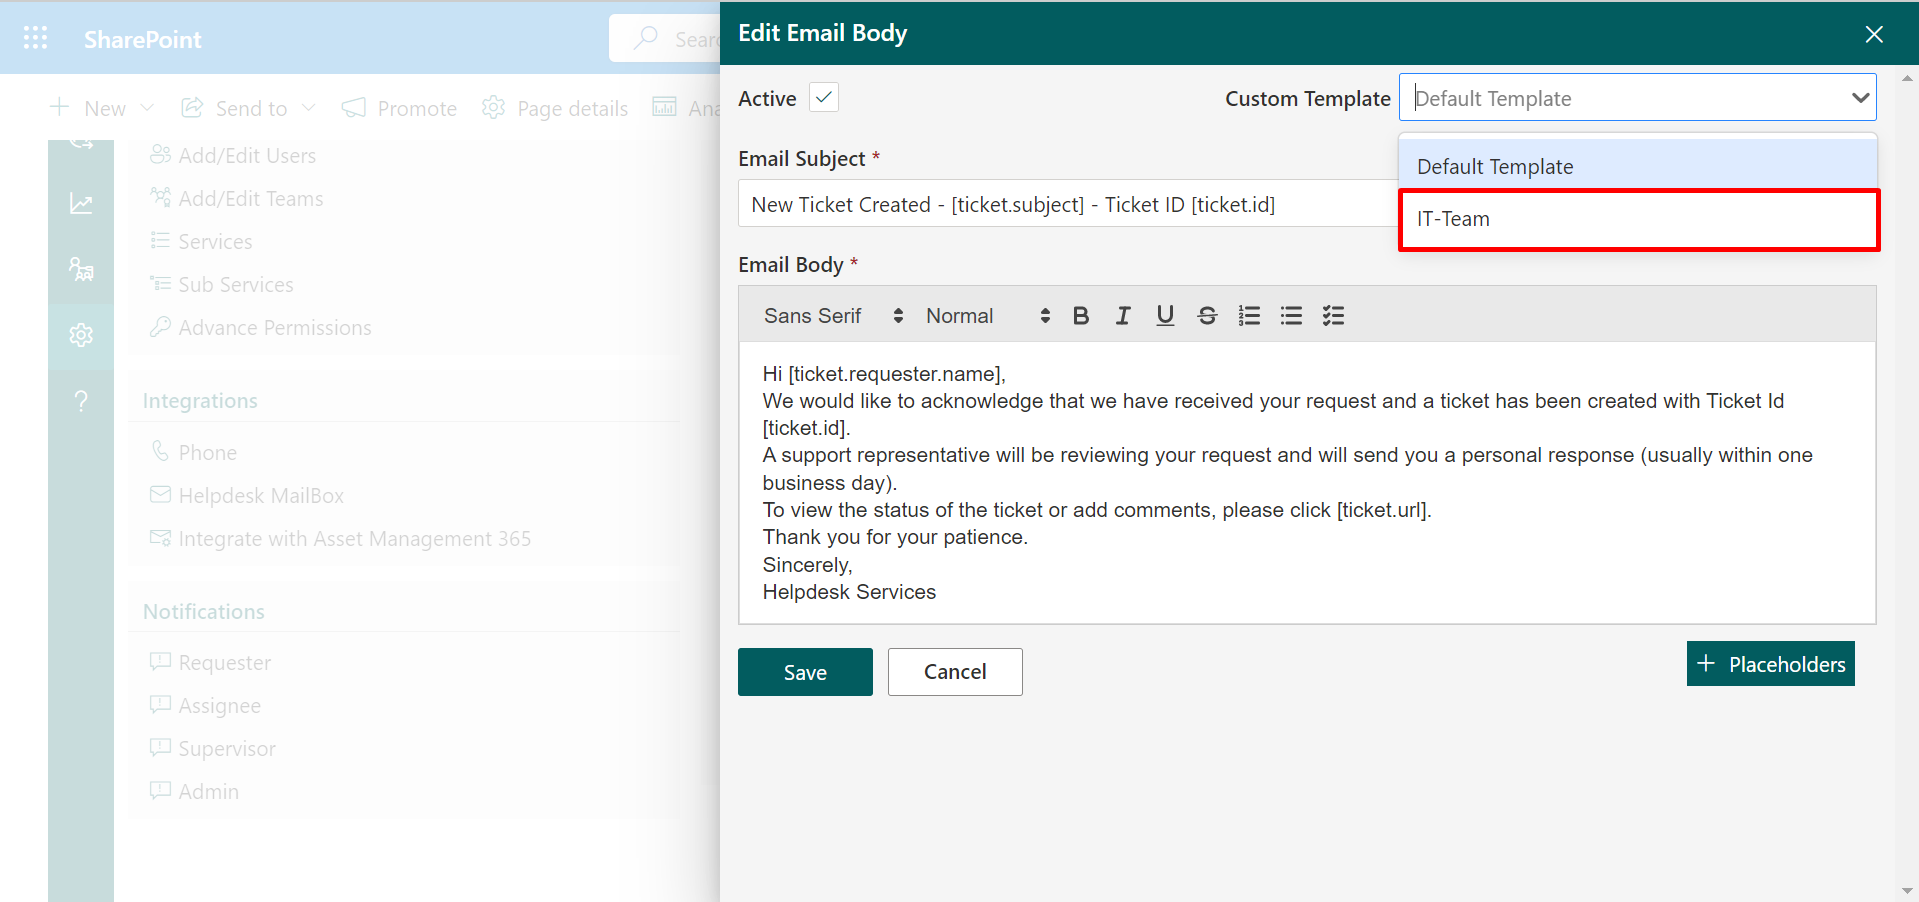 SharePoint
Sear
New
Send to
Promote
Page details
Ana
Add/Edit Users
Add/Edit Teams
Services
Sub Services
Advance Permissions
Integrations
Phone
Helpdesk MailBox
Integrate with Asset Management 365
Notifications
Requester
Assignee
Supervisor
Admin
Edit Email Body
Active
Custom Template
Default Template
Default Template
IT-Team
Email Subject *
New Ticket Created - [ticket.subject] - Ticket ID [ticket.id]
Email Body *
Sans Serif
Normal
Hi [ticket.requester.name],
We would like to acknowledge that we have received your request and a ticket has been created with Ticket Id
[ticket.id].
A support representative will be reviewing your request and will send you a personal response (usually within one
business day).
To view the status of the ticket or add comments, please click [ticket.url].
Thank you for your patience.
Sincerely,
Helpdesk Services
Save
Cancel
+ Placeholders